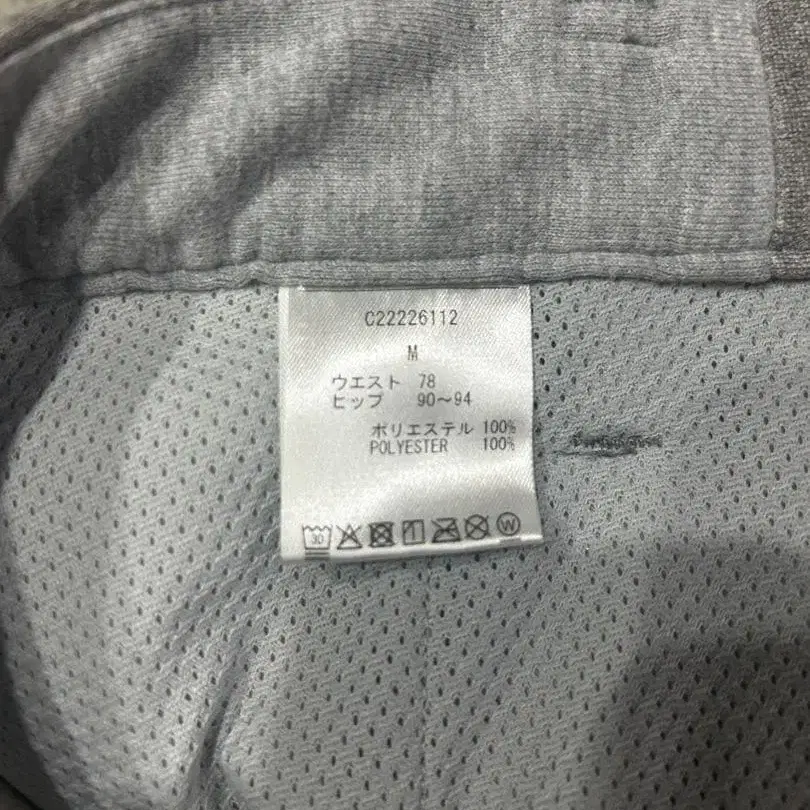 C22226112
M
ウエスト 78
ヒップ 90～94
ポリエステル 100%
POLYESTER 100%
30
W